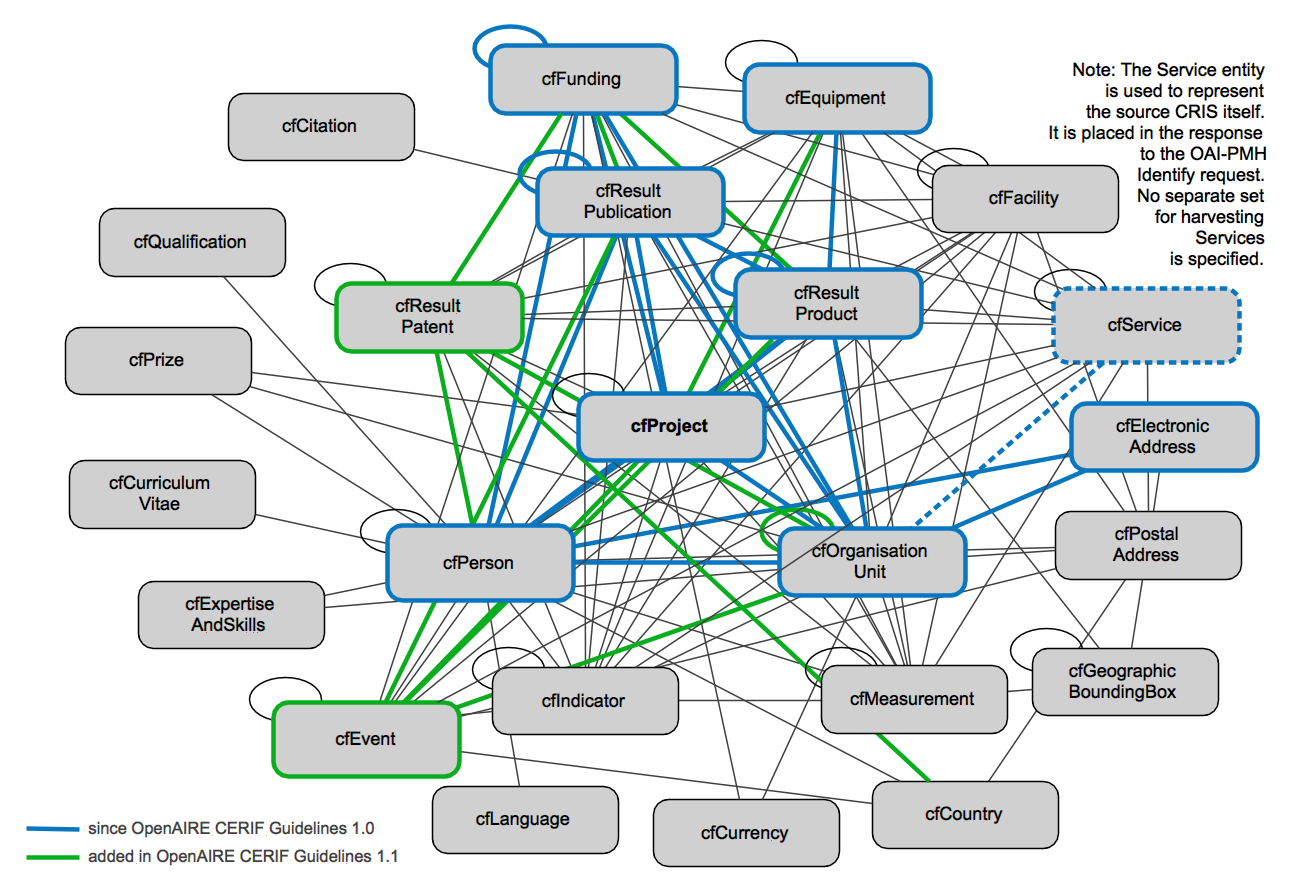 cfFunding
cfEquipment
Note: The Service entity
is used to represent
the source CRIS itself.
It is placed in the response
to the OAI-PMH
Identify request.
No separate set
for harvesting
Services
is specified.
cfCitation
cfResult
Publication
cfFacility
cfQualification
cfResult
Patent
cfResult
Product
cfService
cfPrize
cfProject
cfElectronic
Address
cfCurriculum
Vitae
cfPerson
cfOrganisation
Unit
cfPostal
Address
cfExpertise
AndSkills
cfIndicator
cfMeasurement
cfGeographic
BoundingBox
cfEvent
cfLanguage
cfCurrency
cfCountry
since OpenAIRE CERIF Guidelines 1.0
added in OpenAIRE CERIF Guidelines 1.1